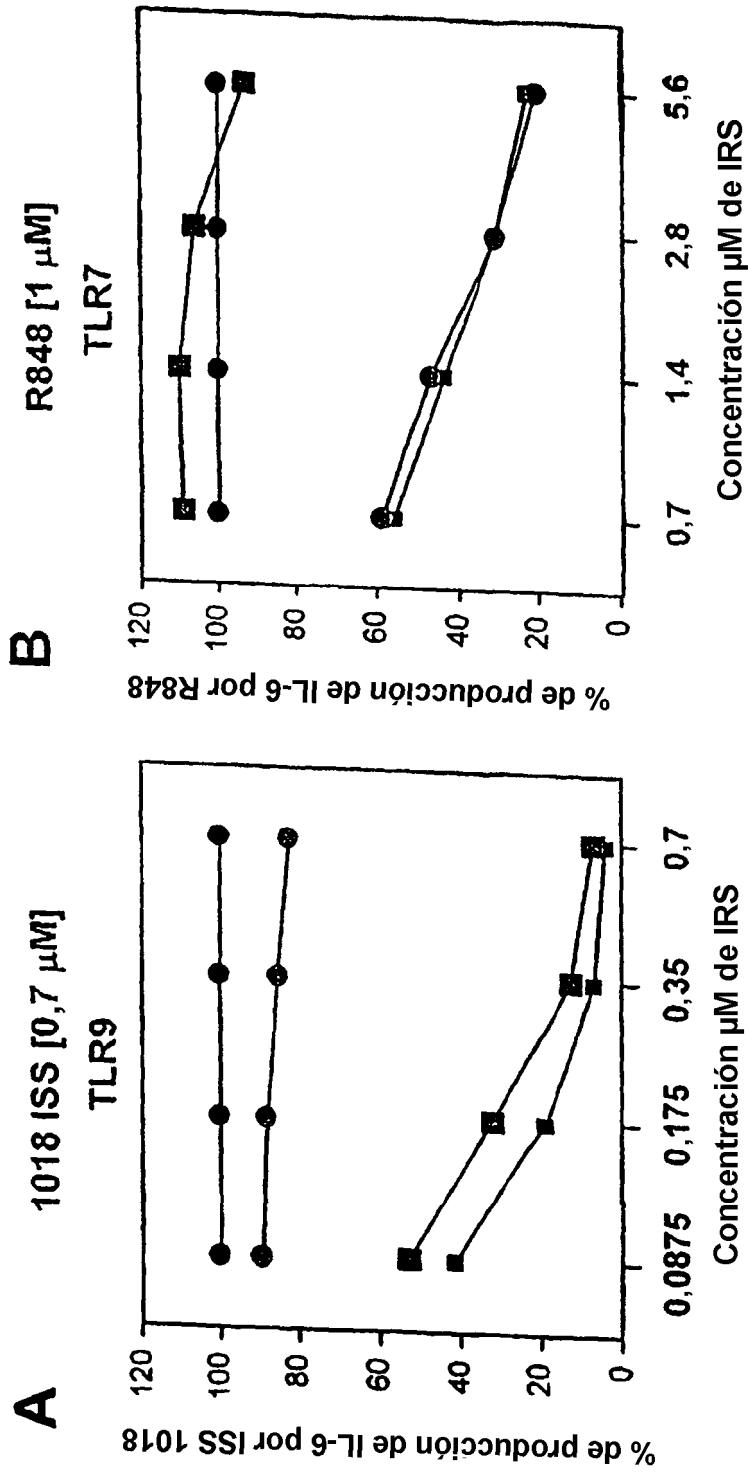 A
1018 ISS [0,7 µM]
TLR9
% de producción de IL-6 por ISS 1018
120
100
80
60
40
20
0
0,0875
0,175
0,35
0,7
Concentración µM de IRS
B
R848 [1 µM]
TLR7
% de producción de IL-6 por R848
120
100
80
60
40
20
0
0,7
1,4
2,8
5,6
Concentración µM de IRS